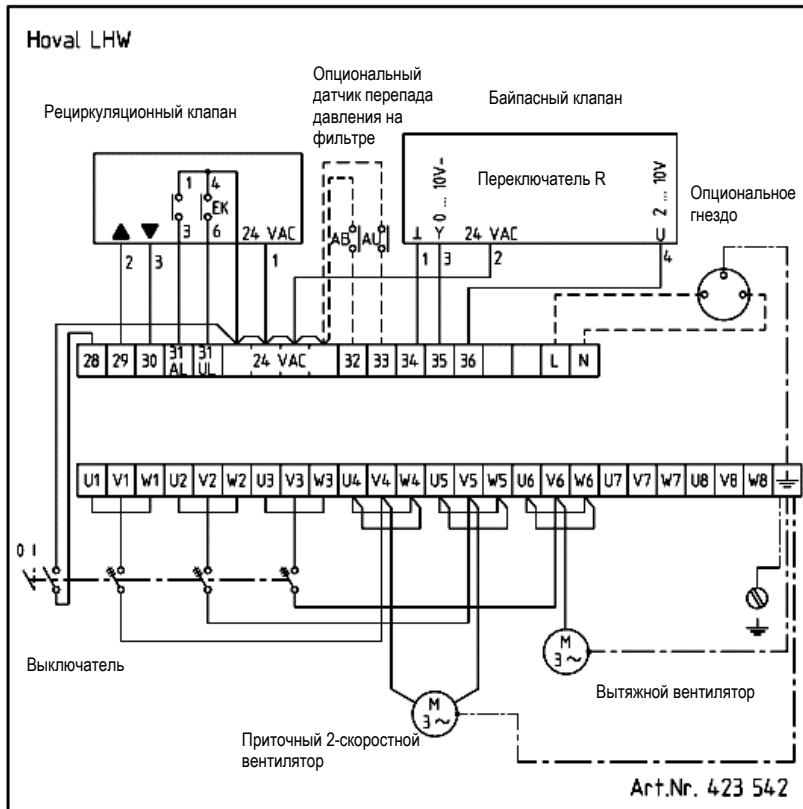 Hoval LHW
Рециркуляционный клапан
Опциональный
датчик перепада
давления на
фильтре
Байпасный клапан
Опциональное
гнездо
1 4
EK
3 6
24 VAC
2 3 1
AB AU
Переключатель R
⊥ Y 0 ... 10V- 24 VAC U 2 ... 10V
1 3 2 4
28 29 30 31 AL 31 UL 24 VAC 32 33 34 35 36 L N
U1 V1 W1 U2 V2 W2 U3 V3 W3 U4 V4 W4 U5 V5 W5 U6 V6 W6 U7 V7 W7 U8 V8 W8
0 I
Выключатель
M
3 ~
Вытяжной вентилятор
M
3 ~
Приточный 2-скоростной
вентилятор
Art.Nr. 423 542